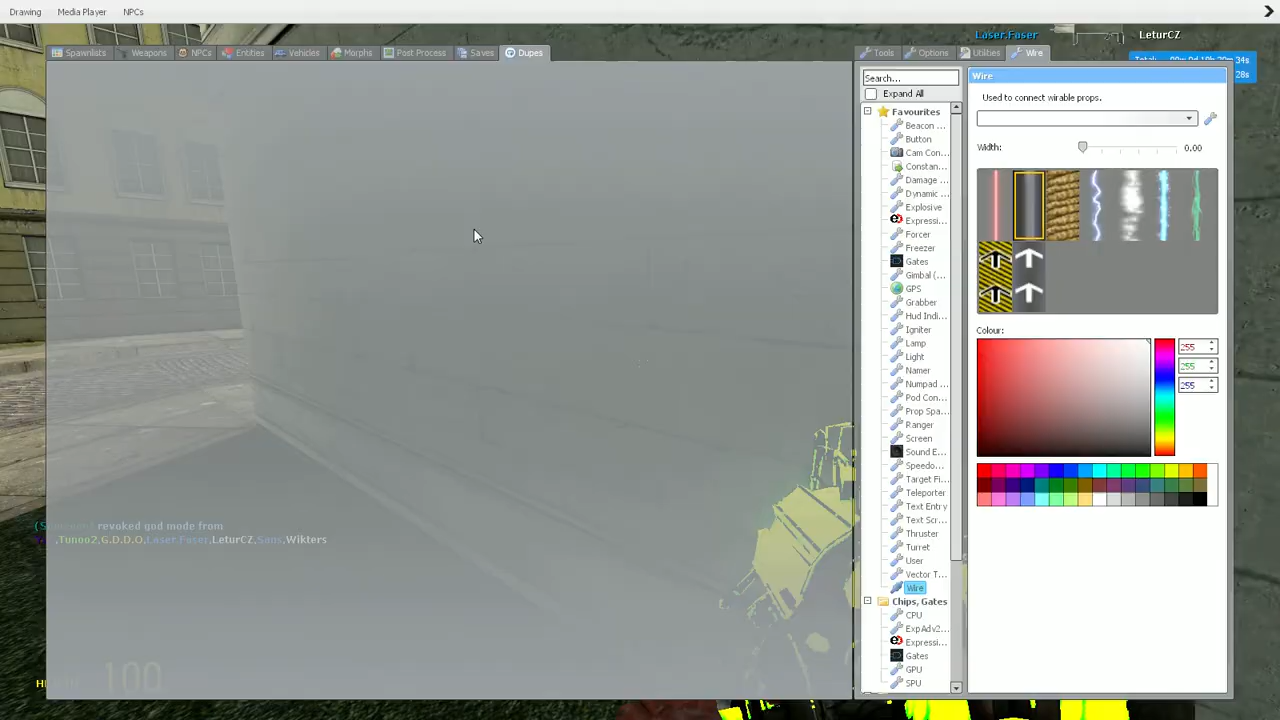 Drawing Media Player NPCs
Laser.Faser LeturCZ
Spawnlists Weapons NPCs Entities Vehicles Morphs Post Process Saves Dupes
Tools Options Utilities Wire
Search...
Expand All
Favourites
Beacon ...
Button
Cam Con...
Constan...
Damage ...
Dynamic ...
Explosive
Expressi...
Forcer
Freezer
Gates
Gimbal (...
GPS
Grabber
Hud Indi...
Igniter
Lamp
Light
Namer
Numpad ...
Pod Con...
Prop Spa...
Ranger
Screen
Sound E...
Speedo...
Target Fi...
Teleporter
Text Entry
Text Scr...
Thruster
Turret
User
Vector T...
Wire
Chips, Gates
CPU
ExpAdv2...
Expressi...
Gates
GPU
SPU
Wire
Used to connect wirable props.
Width: 0.00
Colour:
255
255
255
revoked god mode from
,Tunoo2,G.D.D.O,Laser.Faser,LeturCZ,Sans,Wikters
100